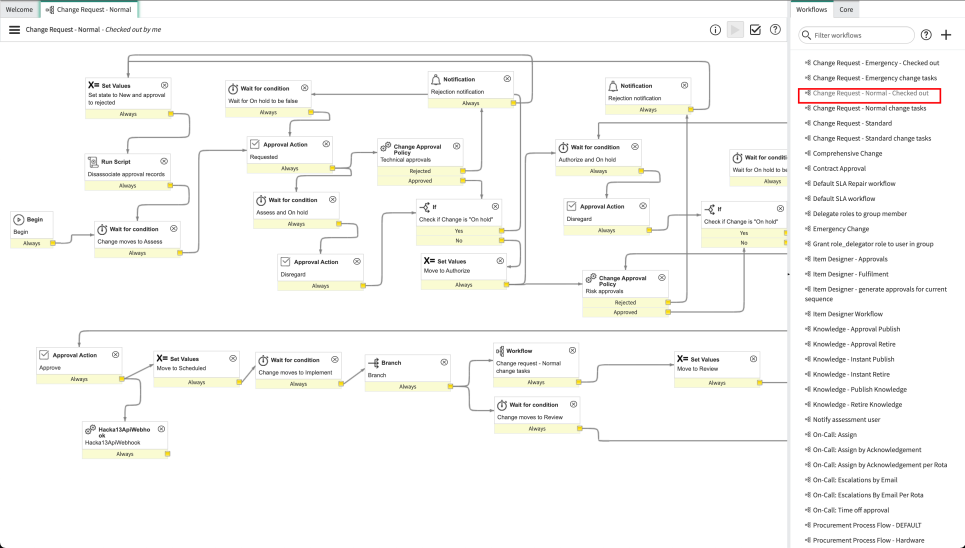 Welcome
Change Request - Normal
Workflows
Core
Change Request - Normal - Checked out by me
Filter workflows
Set Values
Set state to New and approval
to rejected
Always
Wait for condition
Wait for On hold to be false
Always
Notification
Rejection notification
Always
Notification
Rejection notification
Always
Run Script
Disassociate approval records
Always
Approval Action
Requested
Always
Change Approval
Policy
Technical approvals
Rejected
Approved
Wait for condition
Authorize and On hold
Always
Wait for conditi
Wait for On hold to be
Always
Begin
Begin
Always
Wait for condition
Change moves to Assess
Always
Wait for condition
Assess and On hold
Always
If
Check if Change is "On hold"
Yes
No
Approval Action
Disregard
Always
If
Check if Change is "On hold"
Yes
No
Approval Action
Disregard
Always
Set Values
Move to Authorize
Always
Change Approval
Policy
Risk approvals
Rejected
Approved
Approval Action
Approve
Always
Set Values
Move to Scheduled
Always
Wait for condition
Change moves to Implement
Always
Branch
Branch
Always
Workflow
Change request - Normal
change tasks
Always
Set Values
Move to Review
Always
Wait for condition
Change moves to Review
Always
Hacka13ApiWebho
ok
Hacka13ApiWebhook
Always
Change Request - Emergency - Checked out
Change Request - Emergency change tasks
Change Request - Normal - Checked out
Change Request - Normal change tasks
Change Request - Standard
Change Request - Standard change tasks
Comprehensive Change
Contract Approval
Default SLA Repair workflow
Default SLA workflow
Delegate roles to group member
Emergency Change
Grant role_delegator role to user in group
Item Designer - Approvals
Item Designer - Fulfilment
Item Designer - generate approvals for current
sequence
Item Designer Workflow
Knowledge - Approval Publish
Knowledge - Approval Retire
Knowledge - Instant Publish
Knowledge - Instant Retire
Knowledge - Publish Knowledge
Knowledge - Retire Knowledge
Notify assessment user
On-Call: Assign
On-Call: Assign by Acknowledgement
On-Call: Assign by Acknowledgement per Rota
On-Call: Escalations by Email
On-Call: Escalations By Email Per Rota
On-Call: Time off approval
Procurement Process Flow - DEFAULT
Procurement Process Flow - Hardware